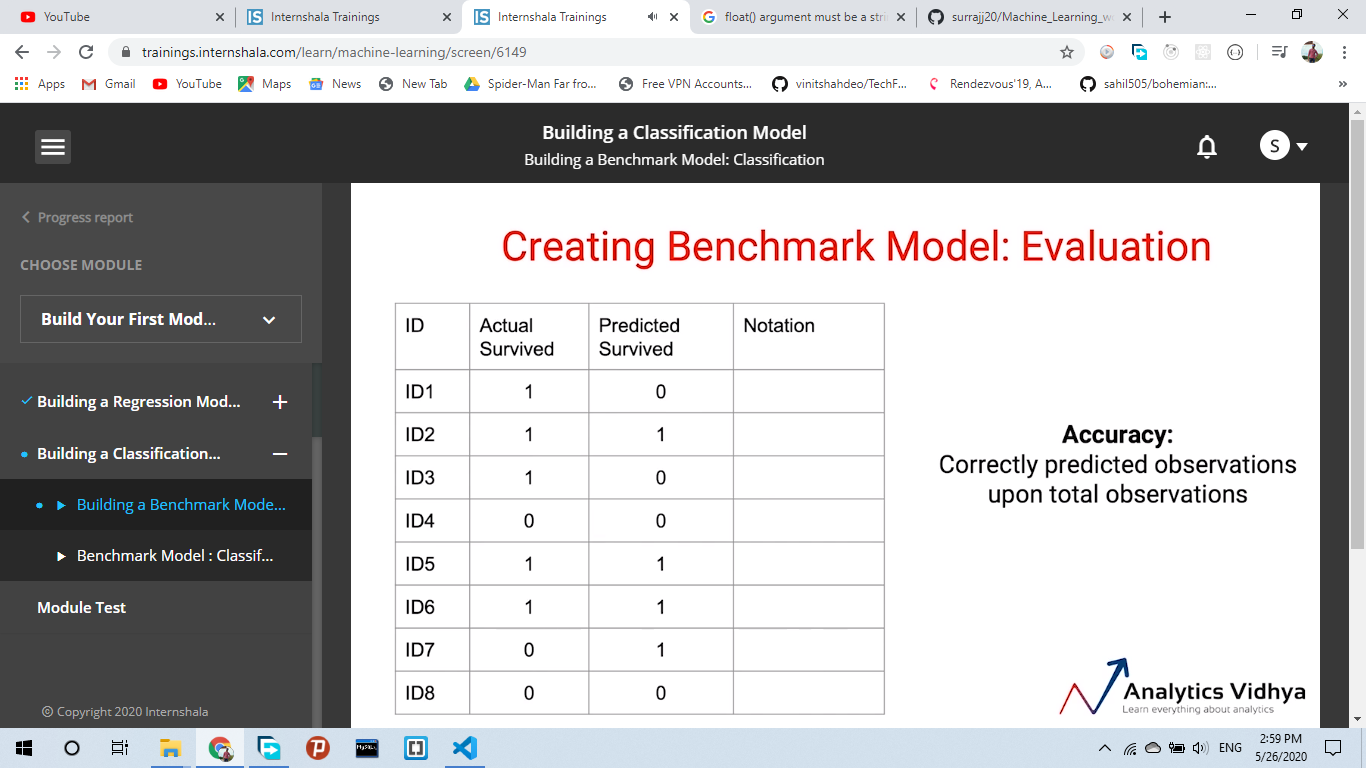 YouTube
Internshala Trainings
Internshala Trainings
float() argument must be a stri
surrajj20/Machine_Learning_w
trainings.internshala.com/learn/machine-learning/screen/6149
Apps
Gmail
YouTube
Maps
News
New Tab
Spider-Man Far fro...
Free VPN Accounts...
vinitshahdeo/TechF...
Rendezvous'19, A...
sahil505/bohemian:...
»
Building a Classification Model
Building a Benchmark Model: Classification
S
Progress report
CHOOSE MODULE
Build Your First Mod...
Building a Regression Mod...
Building a Classification...
Building a Benchmark Mode...
Benchmark Model : Classif...
Module Test
© Copyright 2020 Internshala
Creating Benchmark Model: Evaluation
ID Actual Survived Predicted Survived Notation
ID1 1 0
ID2 1 1
ID3 1 0
ID4 0 0
ID5 1 1
ID6 1 1
ID7 0 1
ID8 0 0
Accuracy:
Correctly predicted observations
upon total observations
Analytics Vidhya
Learn everything about analytics
MySQL
ENG
2:59 PM
5/26/2020